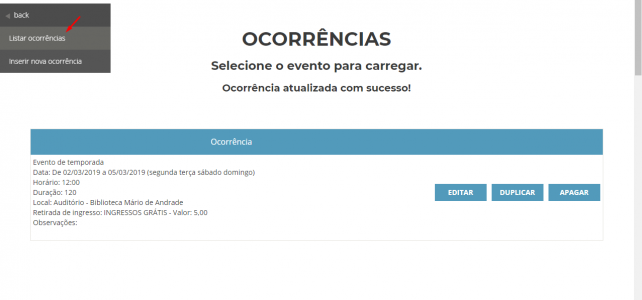 back
Listar ocorrências
Inserir nova ocorrência
OCORRÊNCIAS
Selecione o evento para carregar.
Ocorrência atualizada com sucesso!
Ocorrência
Evento de temporada
Data: De 02/03/2019 a 05/03/2019 (segunda terça sábado domingo)
Horário: 12:00
Duração: 120
Local: Auditório - Biblioteca Mário de Andrade
Retirada de ingresso: INGRESSOS GRÁTIS - Valor: 5,00
Observações:
EDITAR DUPLICAR APAGAR